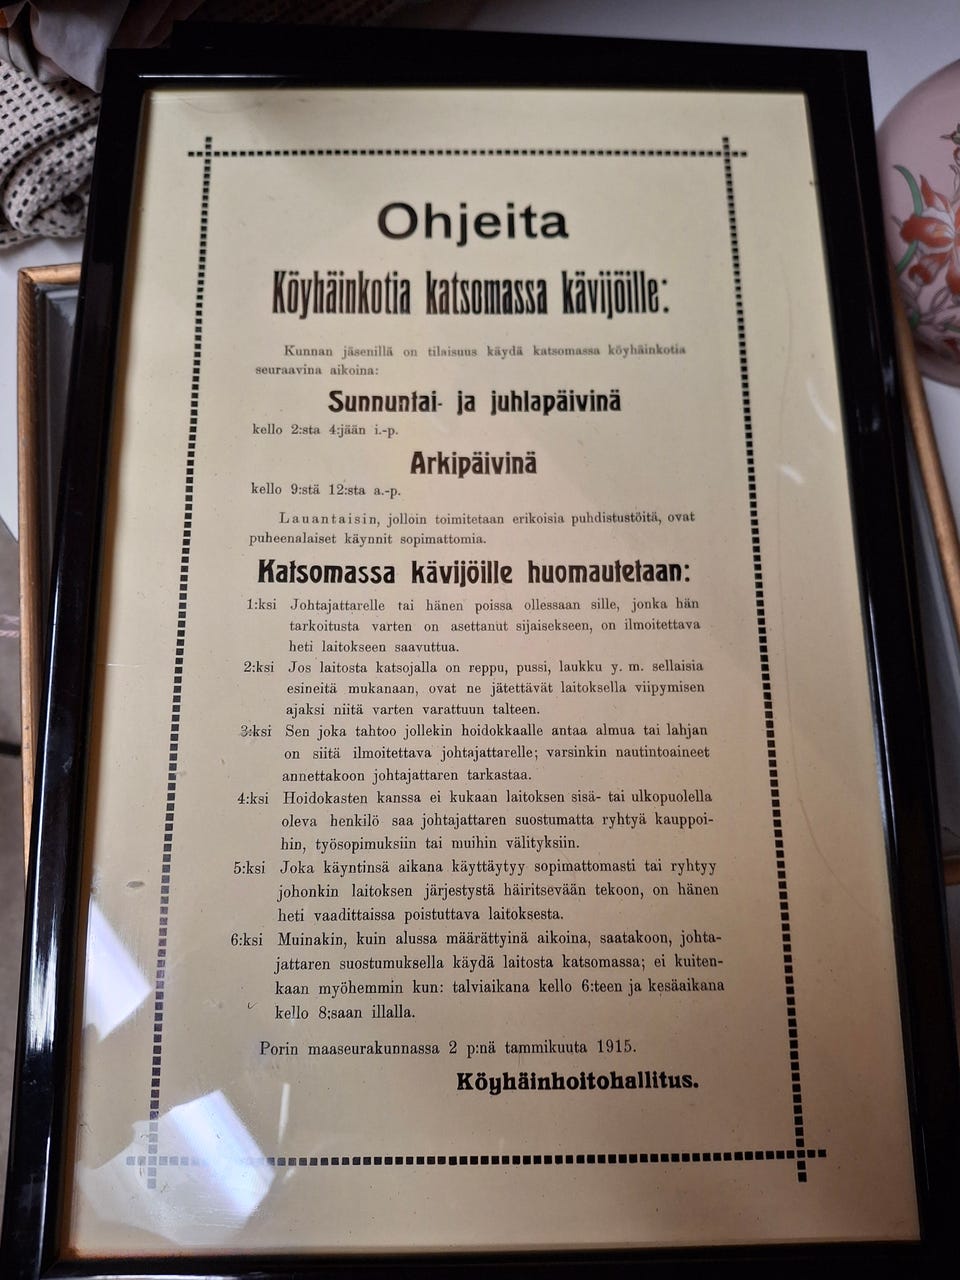 Ohjeita
Köyhäinkotia katsomassa kävijöille:
Kunnan jäsenillä on tilaisuus käydä katsomassa köyhäinkotia
seuraavina aikoina:
Sunnuntai- ja juhlapäivinä
kello 2:sta 4:jään i.-p.
Arkipäivinä
kello 9:stä 12:sta a.-p.
Lauantaisin, jolloin toimitetaan erikoisia puhdistustöitä, ovat
puheenalaiset käynnit sopimattomia.
Katsomassa kävijöille huomautetaan:
1:ksi Johtajattarelle tai hänen poissa ollessaan sille, jonka hän
tarkoitusta varten on asettanut sijaisekseen, on ilmoitettava
heti laitokseen saavuttua.
2:ksi Jos laitosta katsojalla on reppu, pussi, laukku y. m. sellaisia
esineitä mukanaan, ovat ne jätettävät laitoksella viipymisen
ajaksi niitä varten varattuun talteen.
3:ksi Sen joka tahtoo jollekin hoidokkaalle antaa almua tai lahjan
on siitä ilmoitettava johtajattarelle; varsinkin nautintoaineet
annettakoon johtajattaren tarkastaa.
4:ksi Hoidokasten kanssa ei kukaan laitoksen sisä- tai ulkopuolella
oleva henkilö saa johtajattaren suostumatta ryhtyä kauppoi-
hin, työsopimuksiin tai muihin välityksiin.
5:ksi Joka käyntinsä aikana käyttäytyy sopimattomasti tai ryhtyy
johonkin laitoksen järjestystä häiritsevään tekoon, on hänen
heti vaadittaissa poistuttava laitoksesta.
6:ksi Muinakin, kuin alussa määrättyinä aikoina, saatakoon, johta-
jattaren suostumuksella käydä laitosta katsomassa; ei kuiten-
kaan myöhemmin kun: talviaikana kello 6:teen ja kesäaikana
kello 8;saan illalla.
Porin maaseurakunnassa 2 p:nä tammikuuta 1915.
Köyhäinhoitohallitus.